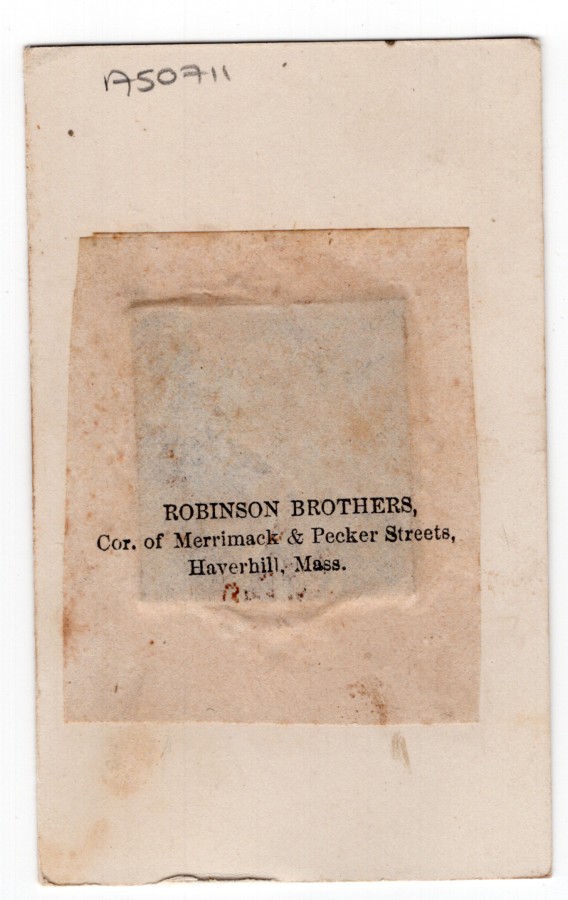 A50711
ROBINSON BROTHERS,
Cor. of Merrimack & Pecker Streets,
Haverhill, Mass.